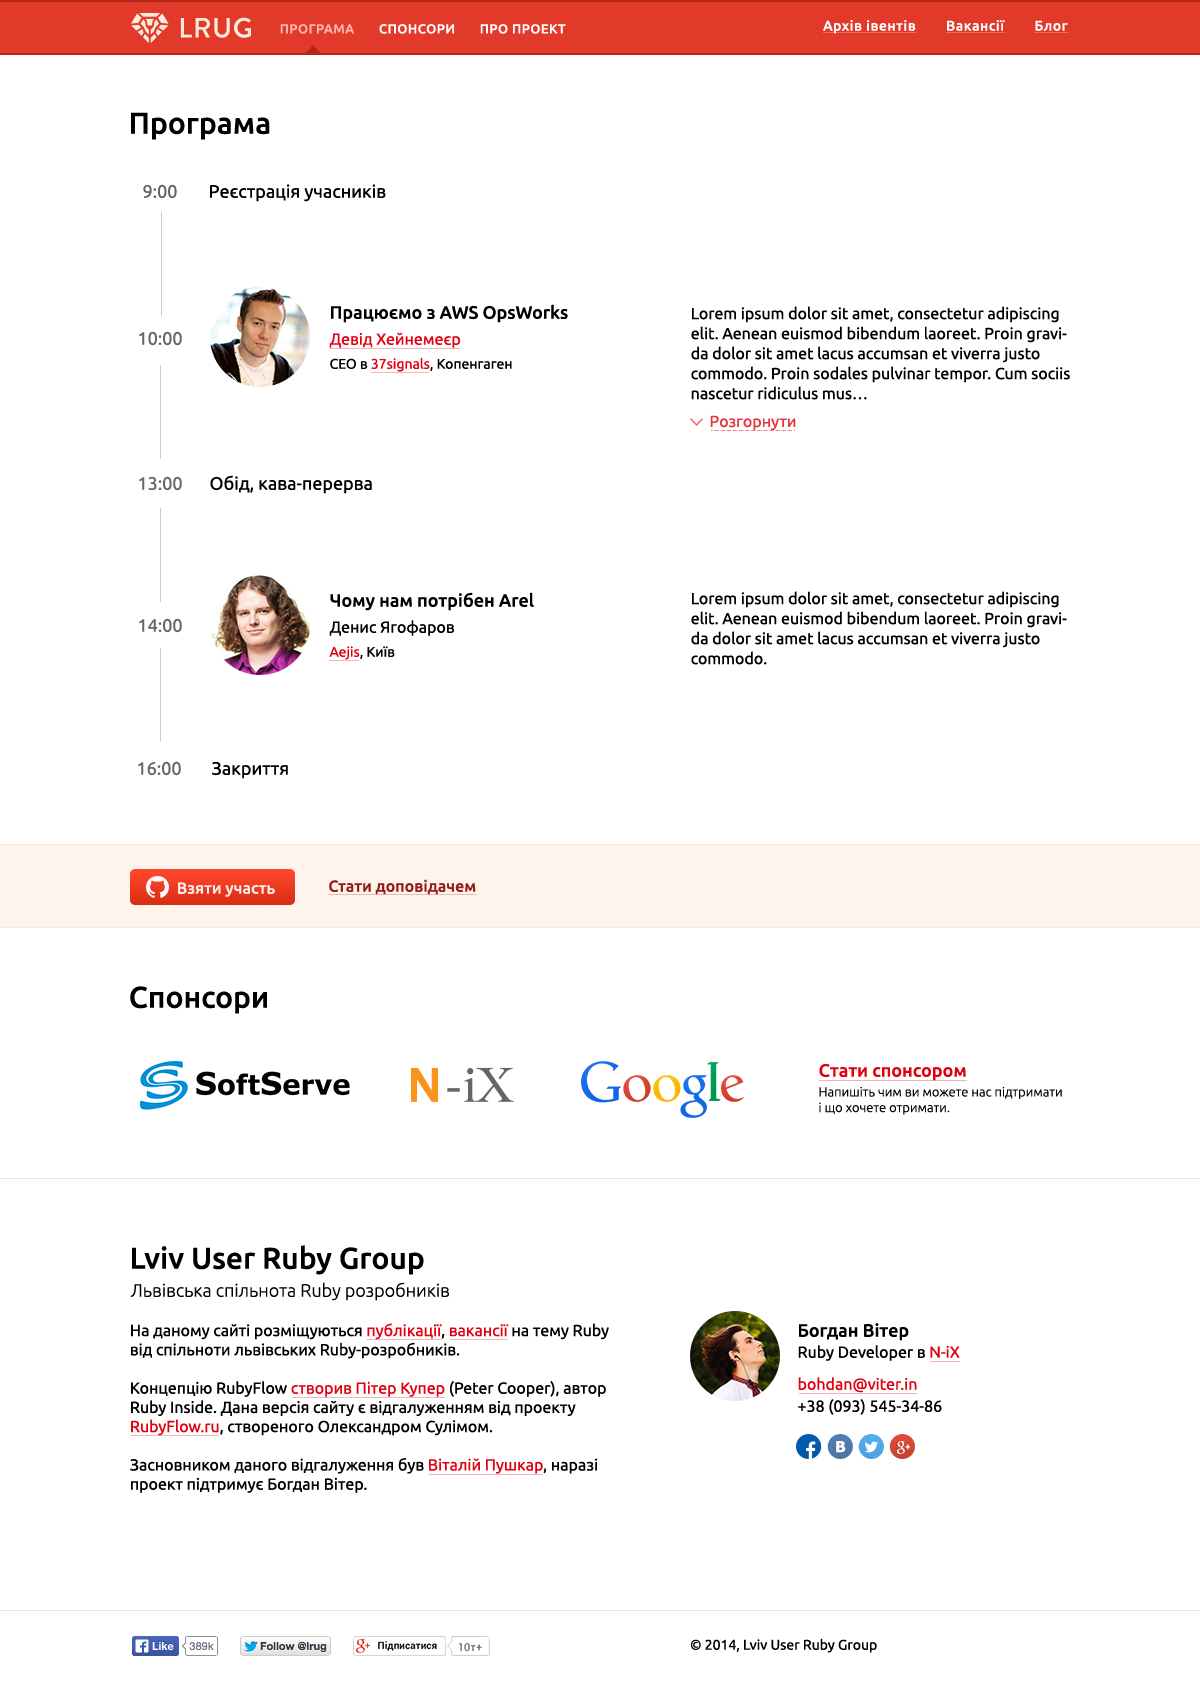 LRUG
ПРОГРАМА СПОНСОРИ ПРО ПРОЕКТ
Архів івентів Вакансії Блог
Програма
9:00 Реєстрація учасників
10:00
Працюємо з AWS OpsWorks
Девід Хейнемеєр
CEO в 37signals, Копенгаген
Lorem ipsum dolor sit amet, consectetur adipiscing
elit. Aenean euismod bibendum laoreet. Proin gravi-
da dolor sit amet lacus accumsan et viverra justo
commodo. Proin sodales pulvinar tempor. Cum sociis
nascetur ridiculus mus…
Розгорнути
13:00 Обід, кава-перерва
14:00
Чому нам потрібен Arel
Денис Ягофаров
Aejis, Київ
Lorem ipsum dolor sit amet, consectetur adipiscing
elit. Aenean euismod bibendum laoreet. Proin gravi-
da dolor sit amet lacus accumsan et viverra justo
commodo.
16:00 Закриття
Взяти участь
Стати доповідачем
Спонсори
SoftServe
N-iX
Google
Стати спонсором
Напишіть чим ви можете нас підтримати
і що хочете отримати.
Lviv User Ruby Group
Львівська спільнота Ruby розробників
На даному сайті розміщуються публікації, вакансії на тему Ruby
від спільноти львівських Ruby-розробників.
Концепцію RubyFlow створив Пітер Купер (Peter Cooper), автор
Ruby Inside. Дана версія сайту є відгалуженням від проекту
RubyFlow.ru, створеного Олександром Сулімом.
Засновником даного відгалуження був Віталій Пушкар, наразі
проект підтримує Богдан Вітер.
Богдан Вітер
Ruby Developer в N-iX
bohdan@viter.in
+38 (093) 545-34-86
Like 389k
Follow @lrug
Підписатися 10т+
© 2014, Lviv User Ruby Group